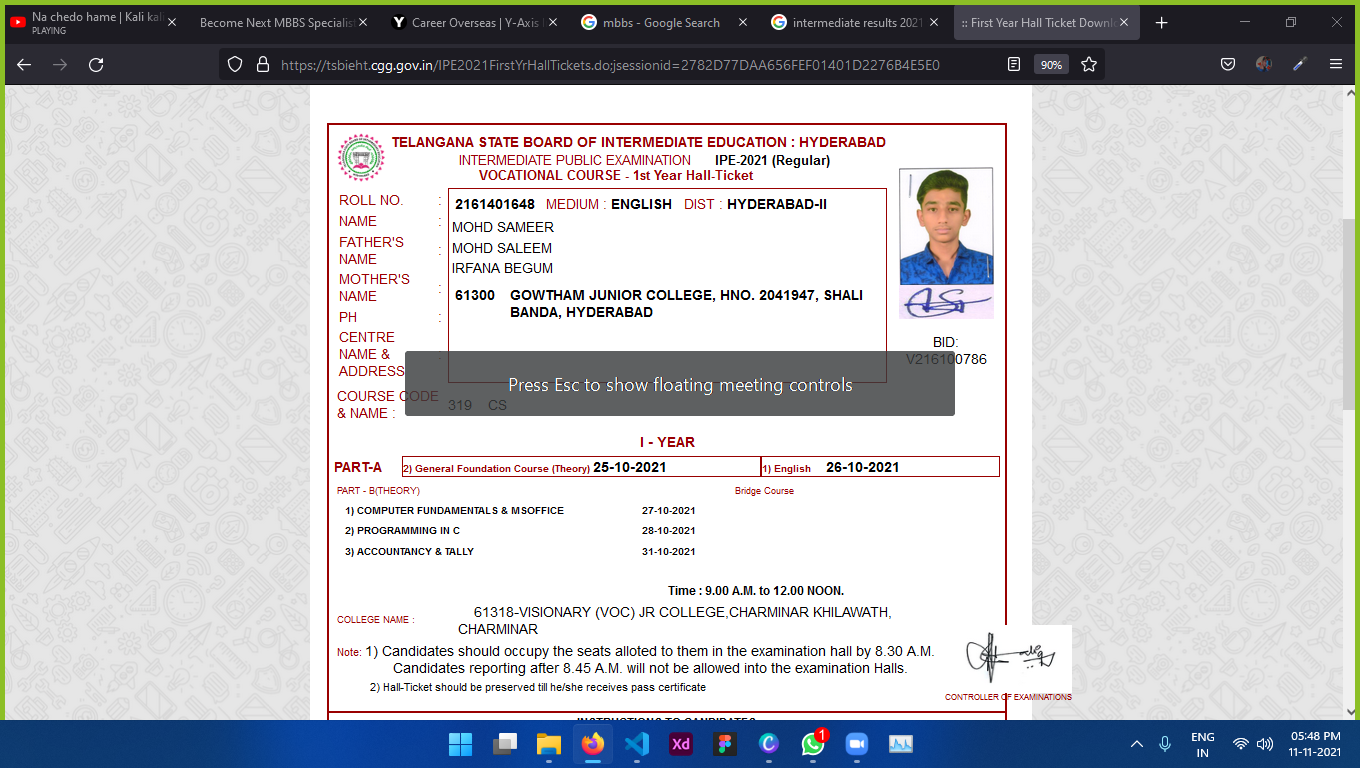 Na chedo hame | Kali kali
PLAYING
Become Next MBBS Specialist
Career Overseas | Y-Axis
mbbs - Google Search
intermediate results 2021
:: First Year Hall Ticket Downlo
https://tsbieht.cgg.gov.in/IPE2021FirstYrHallTickets.do;jsessionid=2782D77DAA656FEF01401D2276B4E5E0
90%
TELANGANA STATE BOARD OF INTERMEDIATE EDUCATION : HYDERABAD
INTERMEDIATE PUBLIC EXAMINATION IPE-2021 (Regular)
VOCATIONAL COURSE - 1st Year Hall-Ticket
ROLL NO. : 2161401648 MEDIUM : ENGLISH DIST : HYDERABAD-II
NAME : MOHD SAMEER
FATHER'S NAME : MOHD SALEEM
MOTHER'S NAME : IRFANA BEGUM
PH :
CENTRE NAME & ADDRESS 61300 GOWTHAM JUNIOR COLLEGE, HNO. 2041947, SHALI
BANDA, HYDERABAD
BID:
V216100786
Press Esc to show floating meeting controls
COURSE CODE & NAME : 319 CS
I - YEAR
PART-A 2) General Foundation Course (Theory) 25-10-2021 1) English 26-10-2021
PART - B(THEORY) Bridge Course
1) COMPUTER FUNDAMENTALS & MSOFFICE 27-10-2021
2) PROGRAMMING IN C 28-10-2021
3) ACCOUNTANCY & TALLY 31-10-2021
Time : 9.00 A.M. to 12.00 NOON.
COLLEGE NAME : 61318-VISIONARY (VOC) JR COLLEGE,CHARMINAR KHILAWATH,
CHARMINAR
Note: 1) Candidates should occupy the seats alloted to them in the examination hall by 8.30 A.M.
Candidates reporting after 8.45 A.M. will not be allowed into the examination Halls.
2) Hall-Ticket should be preserved till he/she receives pass certificate
CONTROLLER OF EXAMINATIONS
INSTRUCTIONS TO CANDIDATES
Xd
1
ENG
IN
05:48 PM
11-11-2021